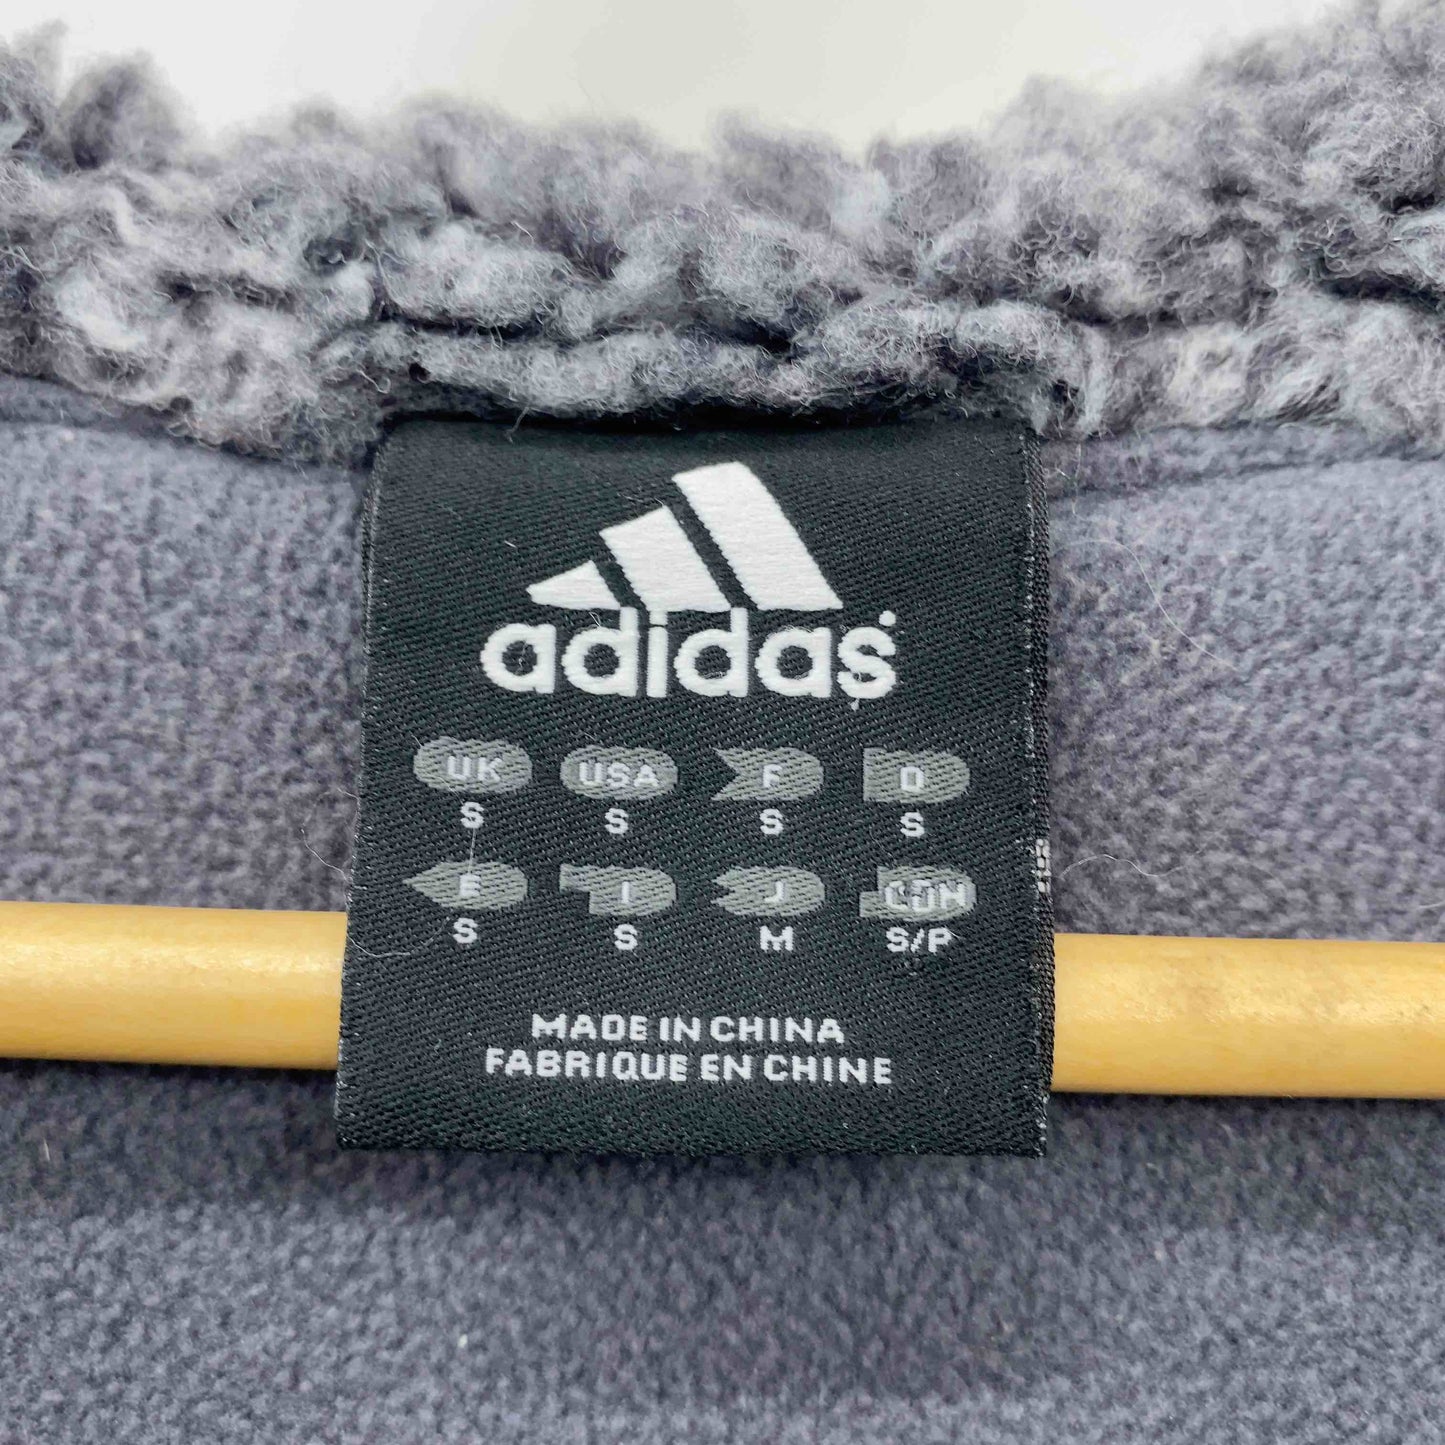 adidas
UK USA F D
S S S S
E I J CDN
S S M S/P
MADE IN CHINA
FABRIQUE EN CHINE